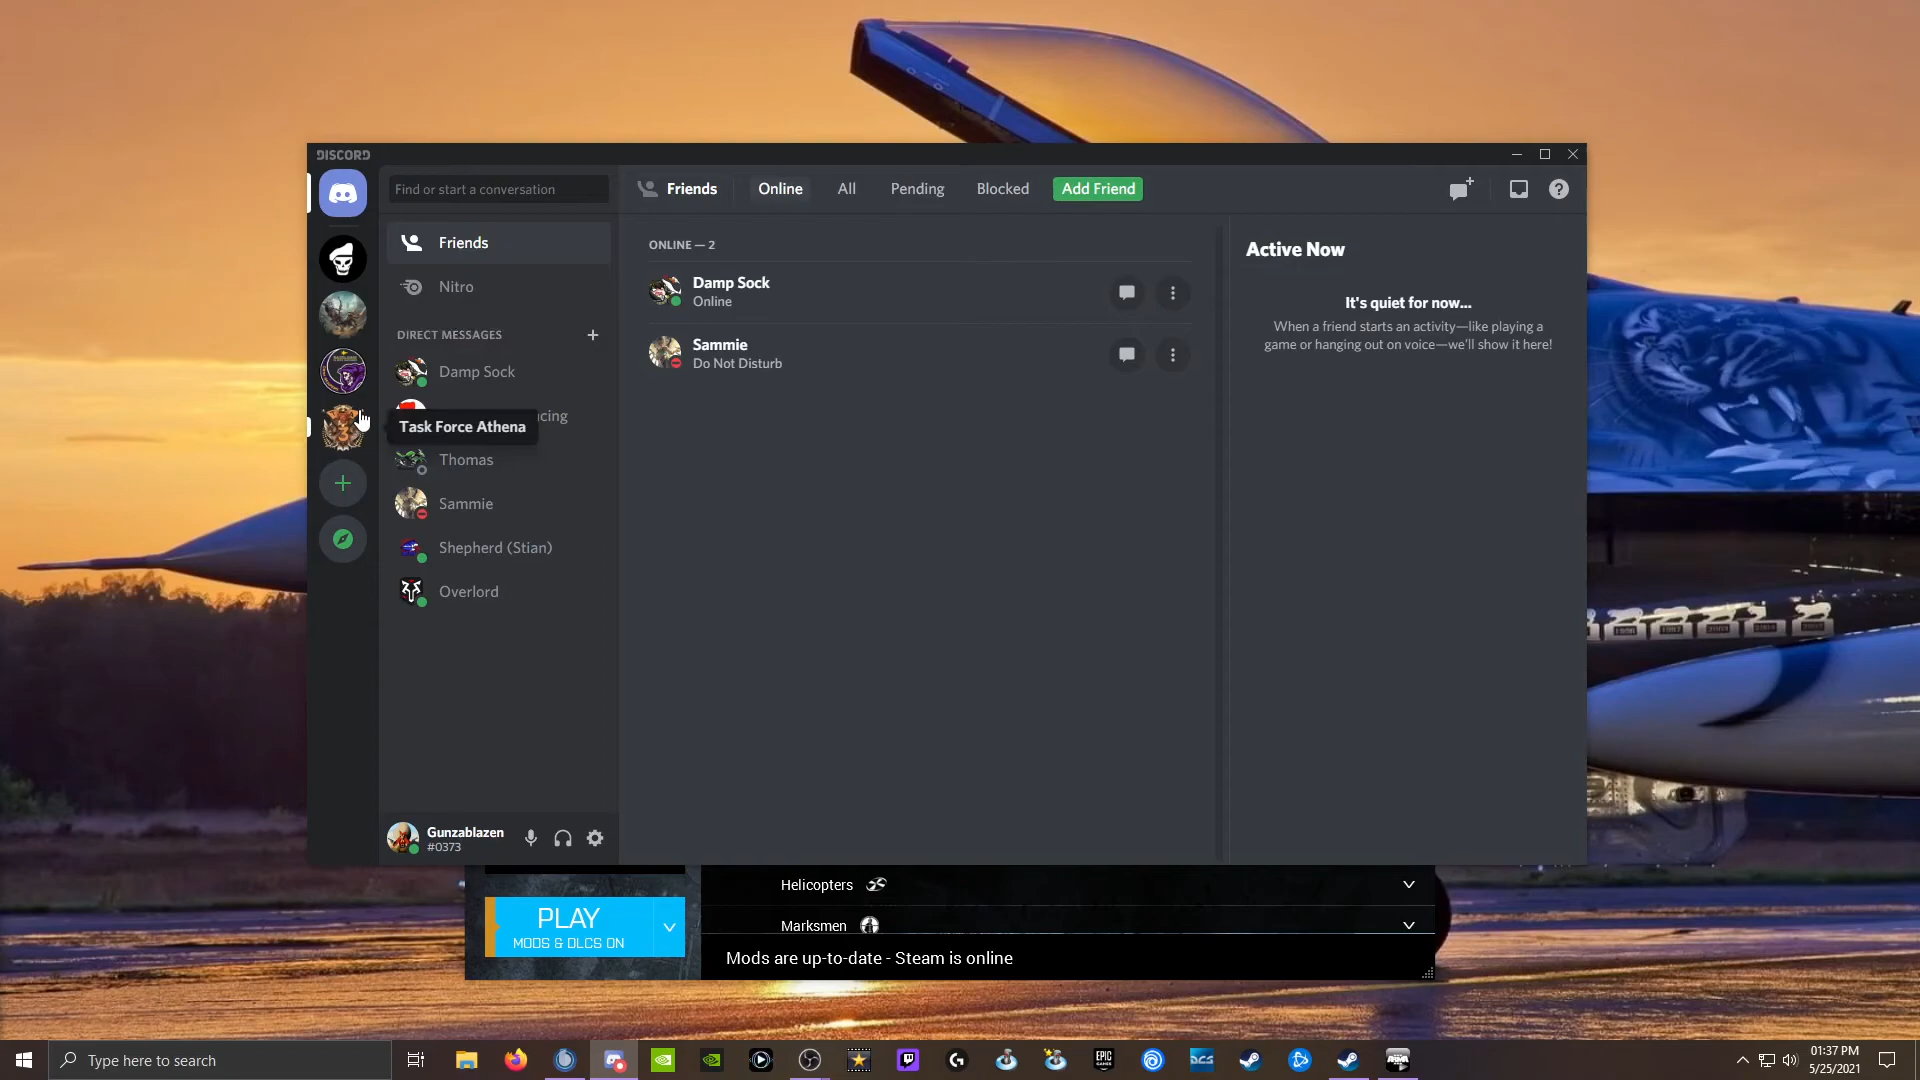 DISCORD
Find or start a conversation
Friends
Online
All
Pending
Blocked
Add Friend
Friends
Nitro
DIRECT MESSAGES
Damp Sock
Task Force Athena
Thomas
Sammie
Shepherd (Stian)
Overlord
Gunzablazen
#0373
ONLINE — 2
Damp Sock
Online
Sammie
Do Not Disturb
Active Now
It's quiet for now...
When a friend starts an activity—like playing a
game or hanging out on voice—we'll show it here!
PLAY
MODS & DLCS ON
Helicopters
Marksmen
Mods are up-to-date - Steam is online
Type here to search
EPIC
GAMES
DCS
01:37 PM
5/25/2021